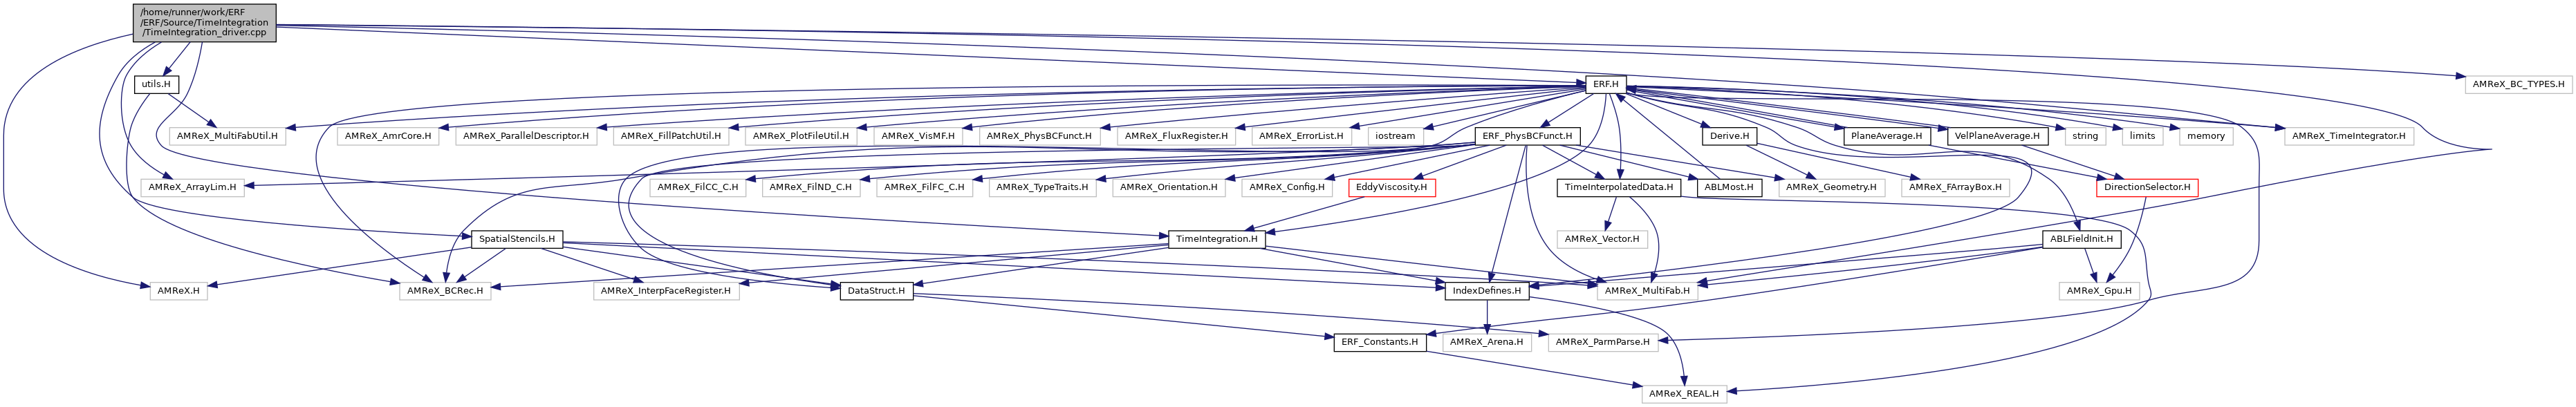 /home/runner/work/ERF
/ERF/Source/TimeIntegration
/TimeIntegration_driver.cpp
utils.H
ERF.H
AMReX_BC_TYPES.H
AMReX_MultiFabUtil.H
AMReX_AmrCore.H
AMReX_ParallelDescriptor.H
AMReX_FillPatchUtil.H
AMReX_PlotFileUtil.H
AMReX_VisMF.H
AMReX_PhysBCFunct.H
AMReX_FluxRegister.H
AMReX_ErrorList.H
iostream
ERF_PhysBCFunct.H
Derive.H
PlaneAverage.H
VelPlaneAverage.H
string
limits
memory
AMReX_TimeIntegrator.H
AMReX_ArrayLim.H
AMReX_FilCC_C.H
AMReX_FilND_C.H
AMReX_FilFC_C.H
AMReX_TypeTraits.H
AMReX_Orientation.H
AMReX_Config.H
EddyViscosity.H
TimeInterpolatedData.H
ABLMost.H
AMReX_Geometry.H
AMReX_FArrayBox.H
DirectionSelector.H
SpatialStencils.H
TimeIntegration.H
AMReX_Vector.H
ABLFieldInit.H
AMReX.H
AMReX_BCRec.H
AMReX_InterpFaceRegister.H
DataStruct.H
IndexDefines.H
AMReX_MultiFab.H
AMReX_Gpu.H
ERF_Constants.H
AMReX_Arena.H
AMReX_ParmParse.H
AMReX_REAL.H